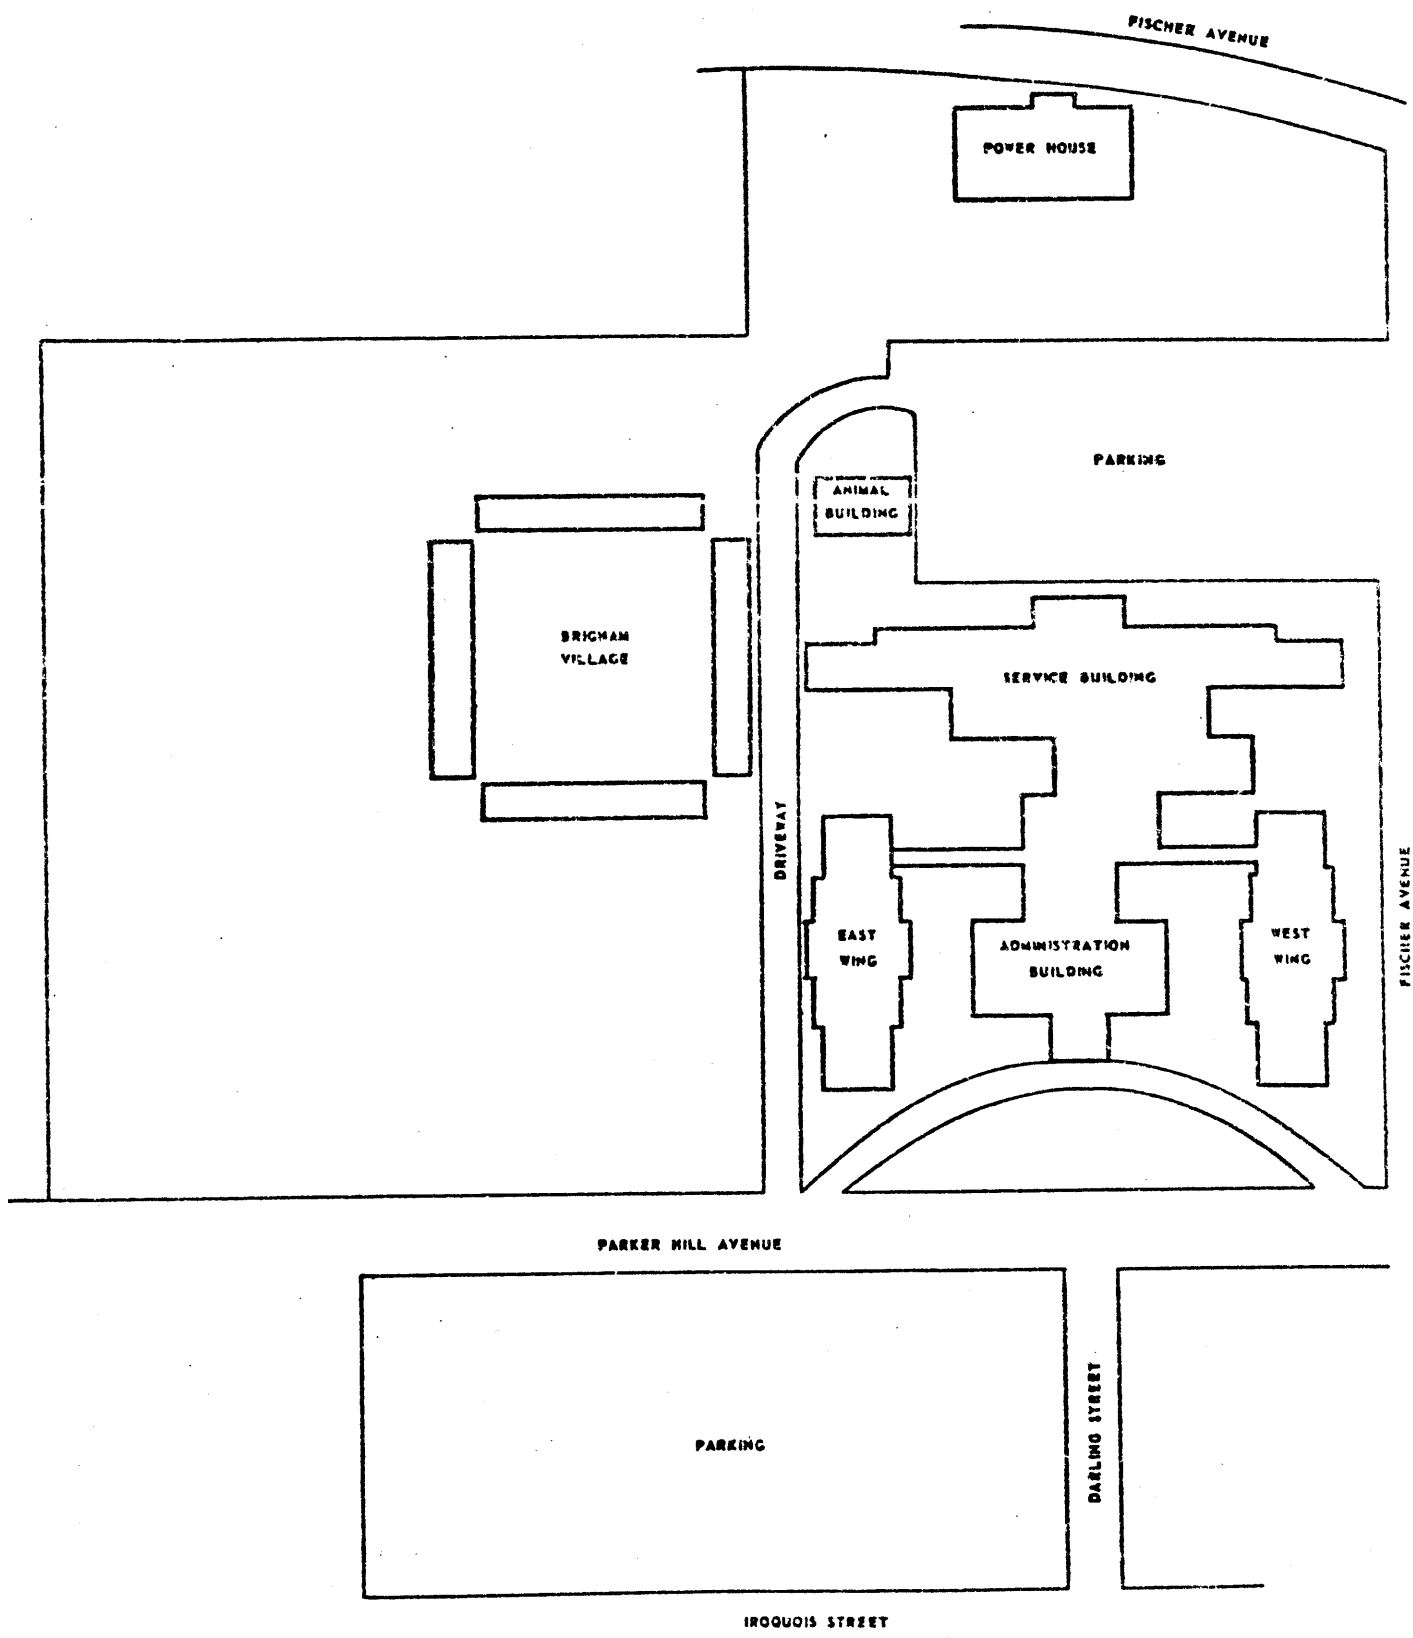 FISCHER AVENUE
POWER HOUSE
PARKING
ANIMAL
BUILDING
BRIGHAM
VILLAGE
SERVICE BUILDING
DRIVEWAY
FISCHER AVENUE
EAST
WING
ADMINISTRATION
BUILDING
WEST
WING
PARKER HILL AVENUE
DARLING STREET
PARKING
IROQUOIS STREET